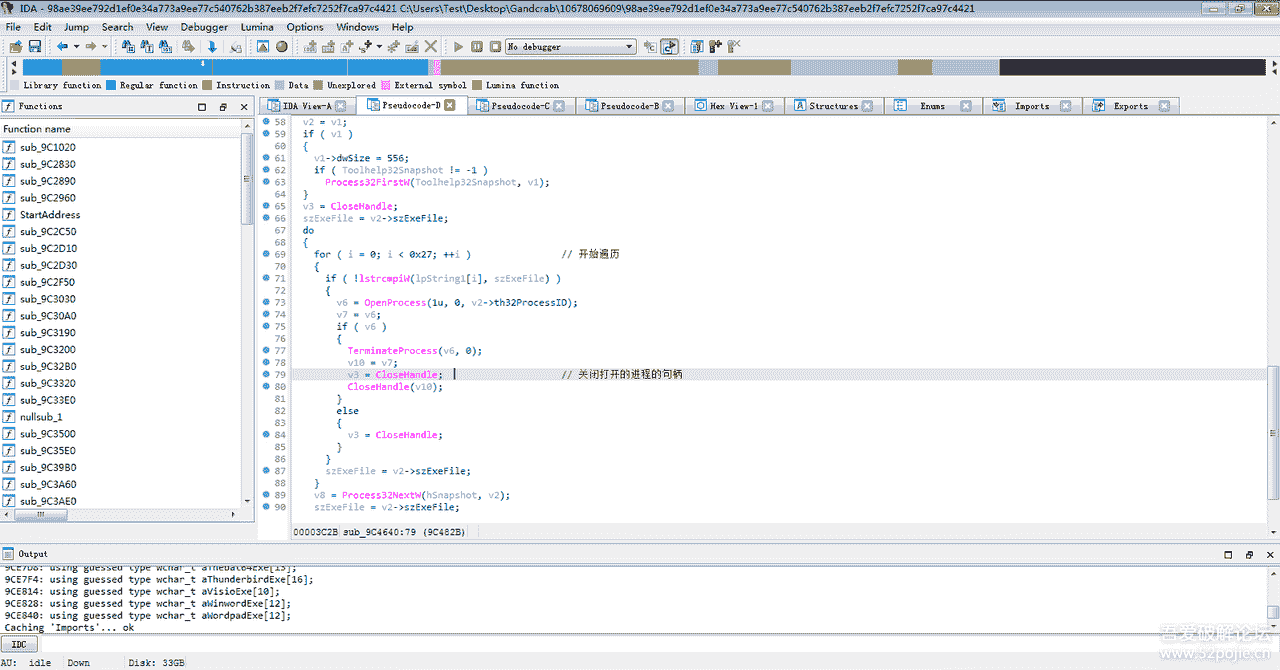 IDA - 98ae39ee792d1ef0e34a773a9ee77c540762b387eeb2f7efc7252f7ca97c4421 C:\Users\Test\Desktop\Gandcrab\10678069609\98ae39ee792d1ef0e34a773a9ee77c540762b387eeb2f7efc7252f7ca97c4421
File Edit Jump Search View Debugger Lumina Options Windows Help
No debugger
Library function Regular function Instruction Data Unexplored External symbol Lumina function
Functions
IDA View-A Pseudocode-D Pseudocode-C Pseudocode-B Hex View-1 Structures Enums Imports Exports
Function name
sub_9C1020
sub_9C2830
sub_9C2890
sub_9C2960
StartAddress
sub_9C2C50
sub_9C2D10
sub_9C2D30
sub_9C2F50
sub_9C3030
sub_9C30A0
sub_9C3190
sub_9C3200
sub_9C32B0
sub_9C3320
sub_9C33E0
nullsub_1
sub_9C3500
sub_9C35E0
sub_9C39B0
sub_9C3A60
sub_9C3AE0
58 v2 = v1;
59 if ( v1 )
60 {
61 v1->dwSize = 556;
62 if ( Toolhelp32Snapshot != -1 )
63 Process32FirstW(Toolhelp32Snapshot, v1);
64 }
65 v3 = CloseHandle;
66 szExeFile = v2->szExeFile;
67 do
68 {
69 for ( i = 0; i < 0x27; ++i ) // 开始遍历
70 {
71 if ( !lstrcmpiW(lpString1[i], szExeFile) )
72 {
73 v6 = OpenProcess(1u, 0, v2->th32ProcessID);
74 v7 = v6;
75 if ( v6 )
76 {
77 TerminateProcess(v6, 0);
78 v10 = v7;
79 v3 = CloseHandle; // 关闭打开的进程的句柄
80 CloseHandle(v10);
81 }
82 else
83 {
84 v3 = CloseHandle;
85 }
86 }
87 szExeFile = v2->szExeFile;
88 }
89 v8 = Process32NextW(hSnapshot, v2);
90 szExeFile = v2->szExeFile;
00003C2B sub_9C4640:79 (9C482B)
Output
9CE7D8: using guessed type wchar_t aThebat64Exe[13];
9CE7F4: using guessed type wchar_t aThunderbirdExe[16];
9CE814: using guessed type wchar_t aVisioExe[10];
9CE828: using guessed type wchar_t aWinwordExe[12];
9CE840: using guessed type wchar_t aWordpadExe[12];
Caching 'Imports'... ok
IDC
AU: idle Down Disk: 33GB
吾爱破解论坛
www.52pojie.cn